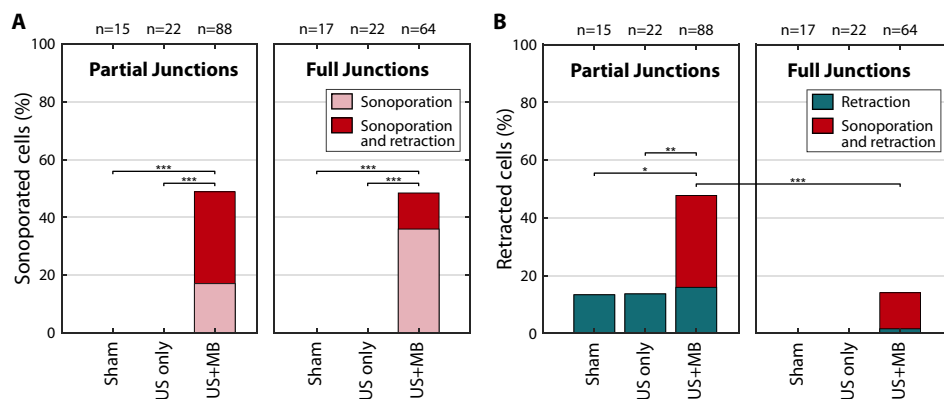 A
n=15 n=22 n=88
n=17 n=22 n=64
Sonoporated cells (%)
100
80
60
40
20
0
Partial Junctions
Full Junctions
Sonoporation
Sonoporation
and retraction
***
***
***
***
Sham
US only
US+MB
Sham
US only
US+MB
B
n=15 n=22 n=88
n=17 n=22 n=64
Retracted cells (%)
100
80
60
40
20
0
Partial Junctions
Full Junctions
Retraction
Sonoporation
and retraction
**
*
***
Sham
US only
US+MB
Sham
US only
US+MB